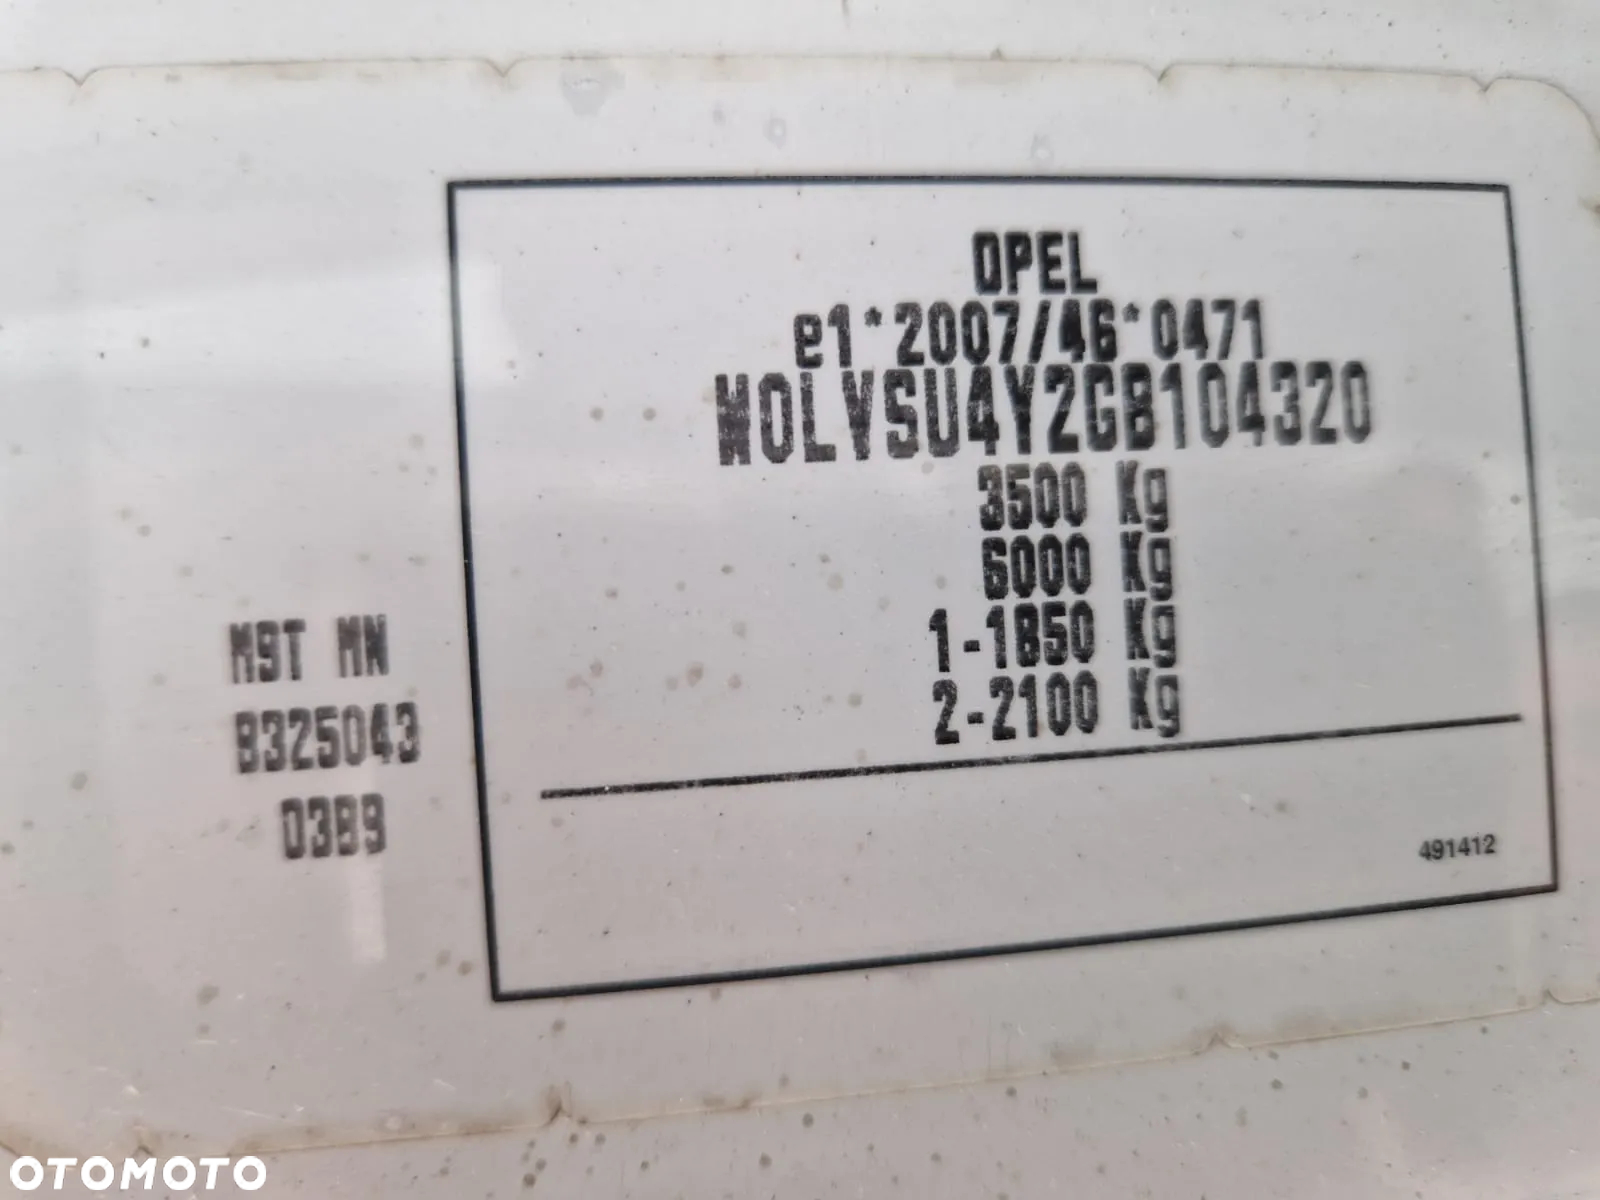 OPEL
e1*2007/46*0471
W0LVSU4Y2GB104320
3500 Kg
6000 Kg
1-1850 Kg
2-2100 Kg
M9T MN
8325043
0389
491412
OTOMOTO